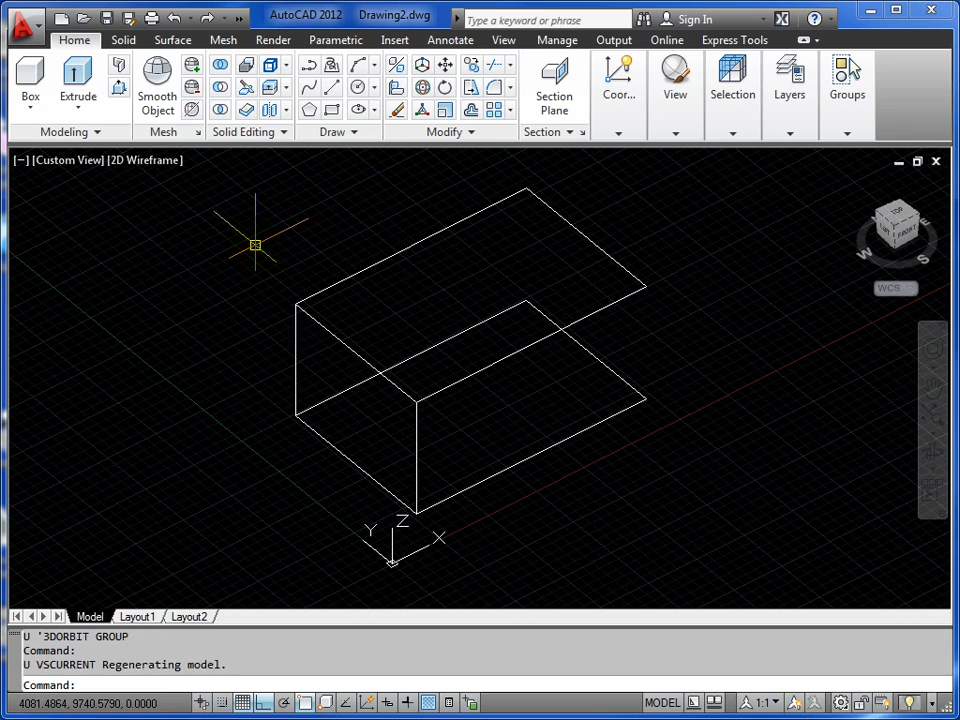 AutoCAD 2012 Drawing2.dwg
Type a keyword or phrase
Sign In
Home Solid Surface Mesh Render Parametric Insert Annotate View Manage Output Online Express Tools
Box
Extrude
Smooth
Object
Section
Plane
Coor...
View
Selection
Layers
Groups
Modeling
Mesh
Solid Editing
Draw
Modify
Section
[−] [Custom View] [2D Wireframe]
TOP
FRONT
E
W
S
WCS
Y
Z
X
Model Layout1 Layout2
U '3DORBIT GROUP
Command:
U VSCURRENT Regenerating model.
Command:
4081.4864, 9740.5790, 0.0000
MODEL
1:1